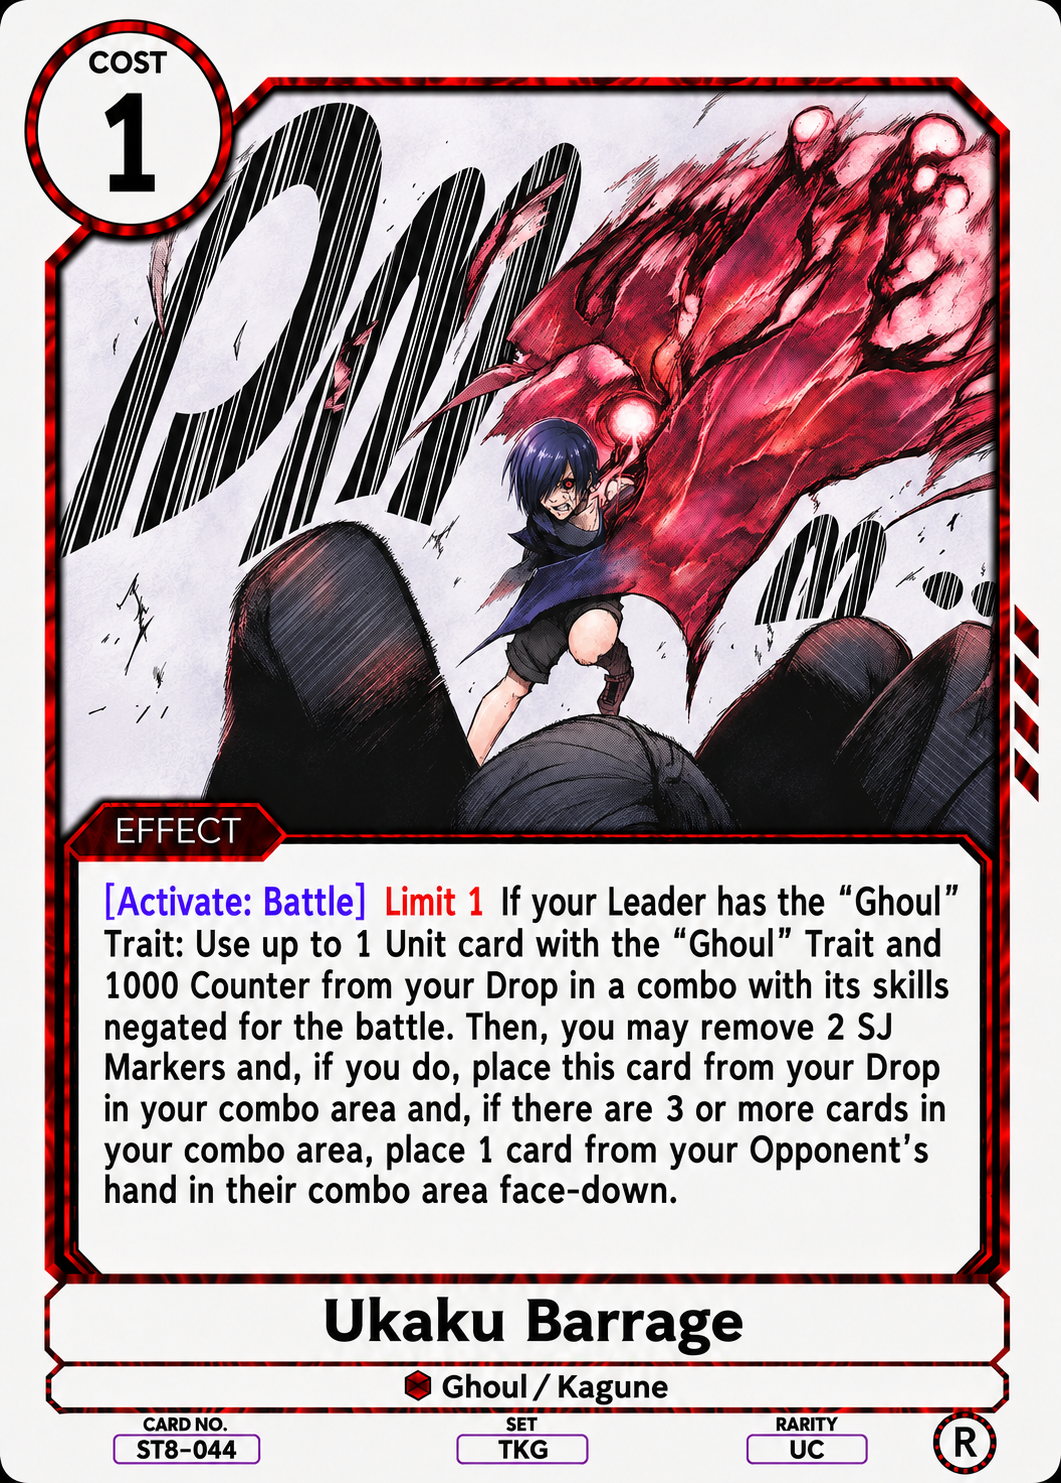 COST
1
EFFECT
[Activate: Battle] Limit 1 If your Leader has the “Ghoul”
Trait: Use up to 1 Unit card with the “Ghoul” Trait and
1000 Counter from your Drop in a combo with its skills
negated for the battle. Then, you may remove 2 SJ
Markers and, if you do, place this card from your Drop
in your combo area and, if there are 3 or more cards in
your combo area, place 1 card from your Opponent’s
hand in their combo area face-down.
Ukaku Barrage
Ghoul / Kagune
CARD NO.
ST8-044
SET
TKG
RARITY
UC
R